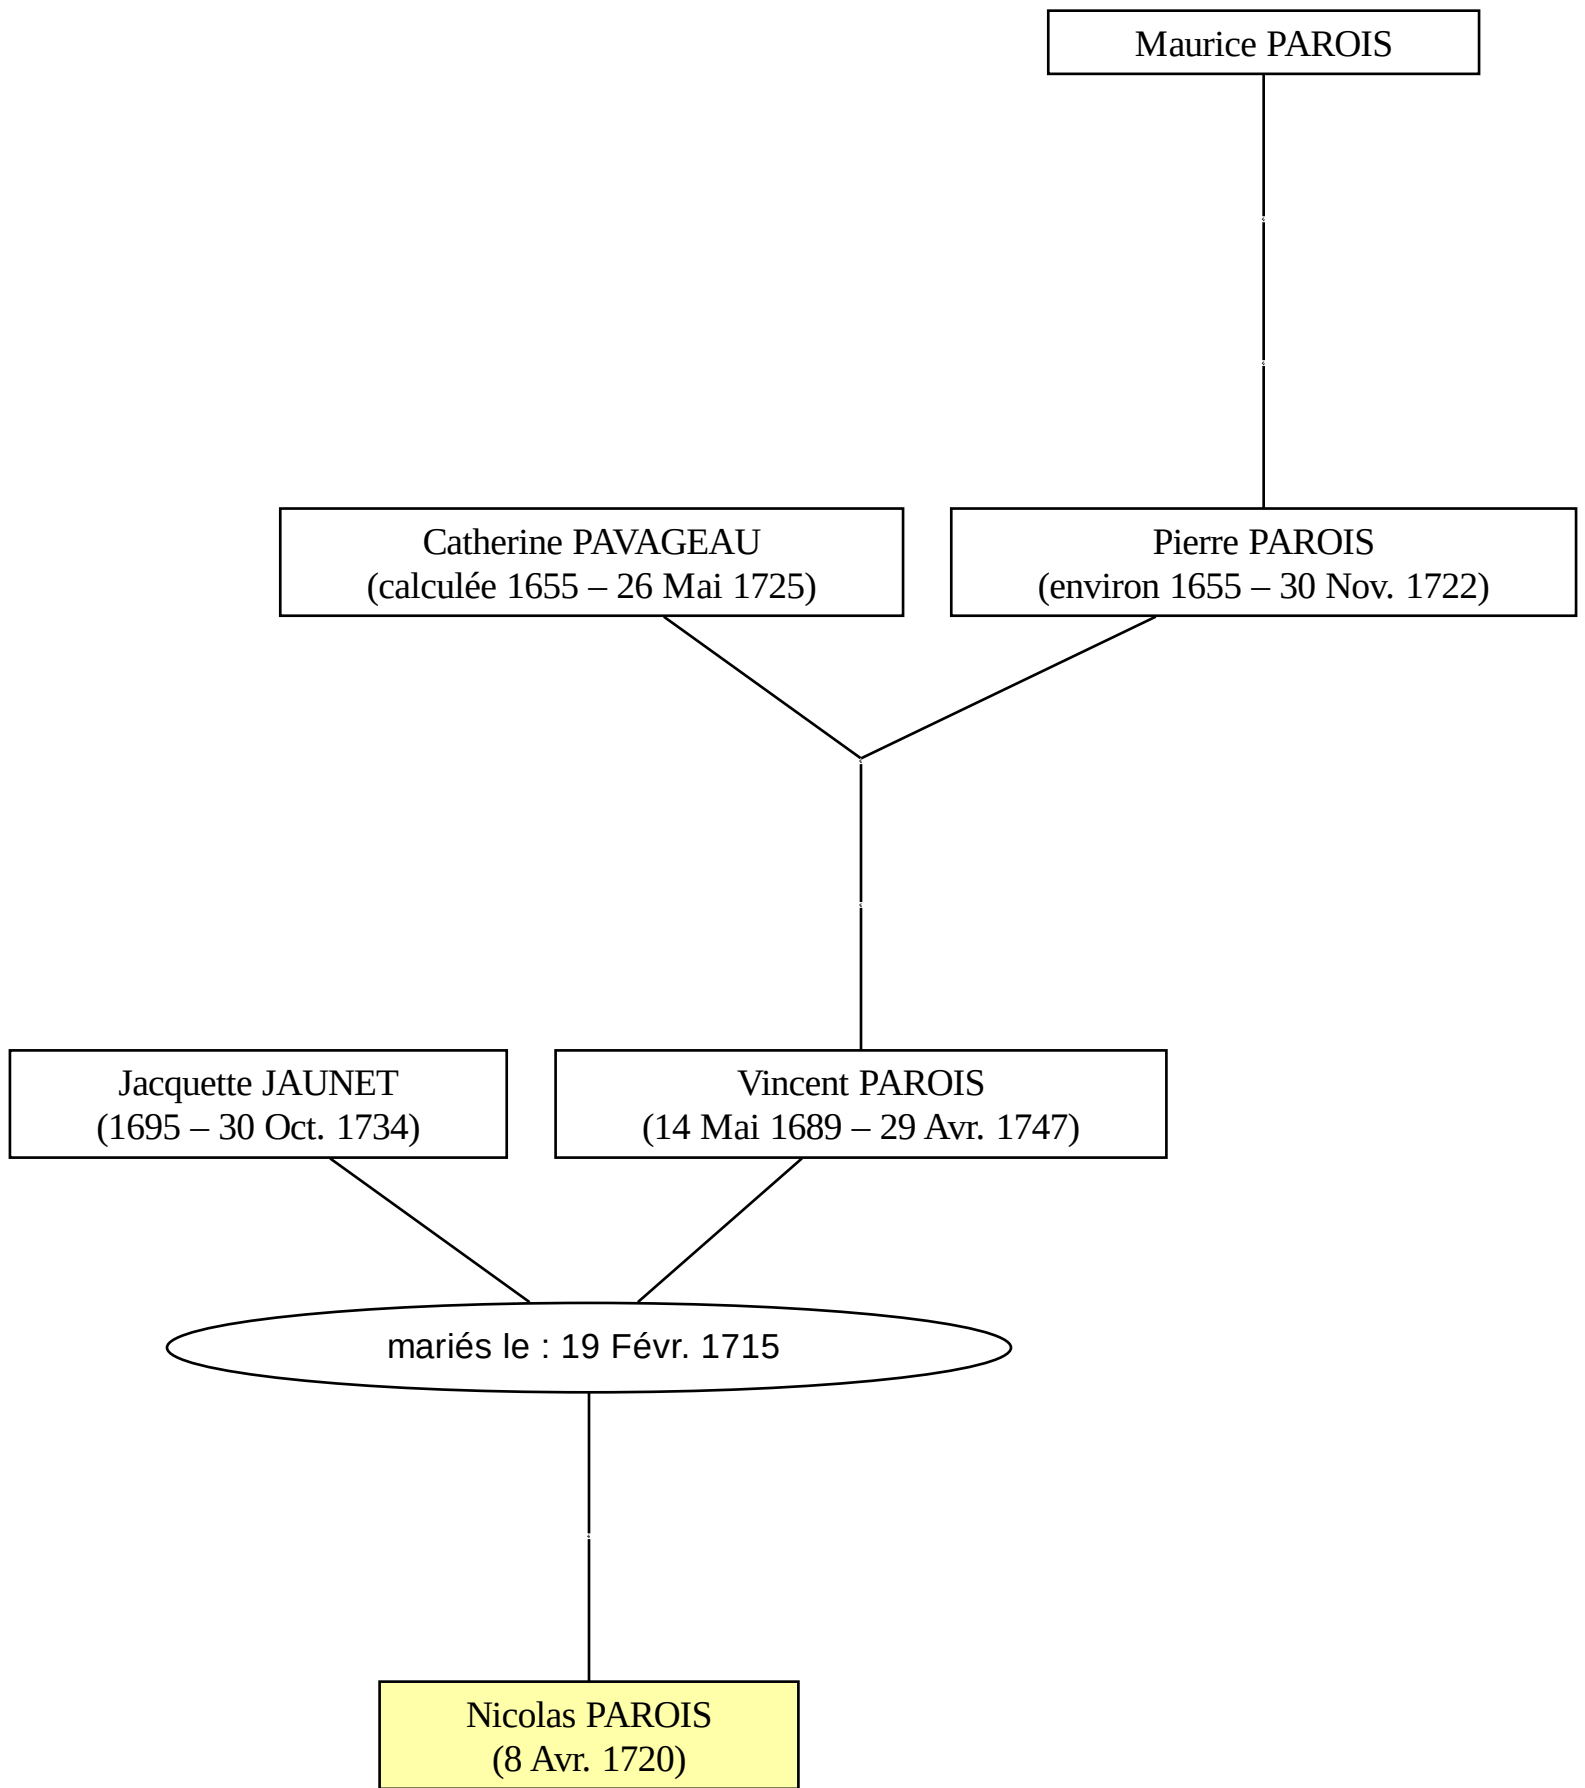 Maurice PAROIS
Catherine PAVAGEAU
(calculée 1655 – 26 Mai 1725)
Pierre PAROIS
(environ 1655 – 30 Nov. 1722)
Jacquette JAUNET
(1695 – 30 Oct. 1734)
Vincent PAROIS
(14 Mai 1689 – 29 Avr. 1747)
mariés le : 19 Févr. 1715
Nicolas PAROIS
(8 Avr. 1720)